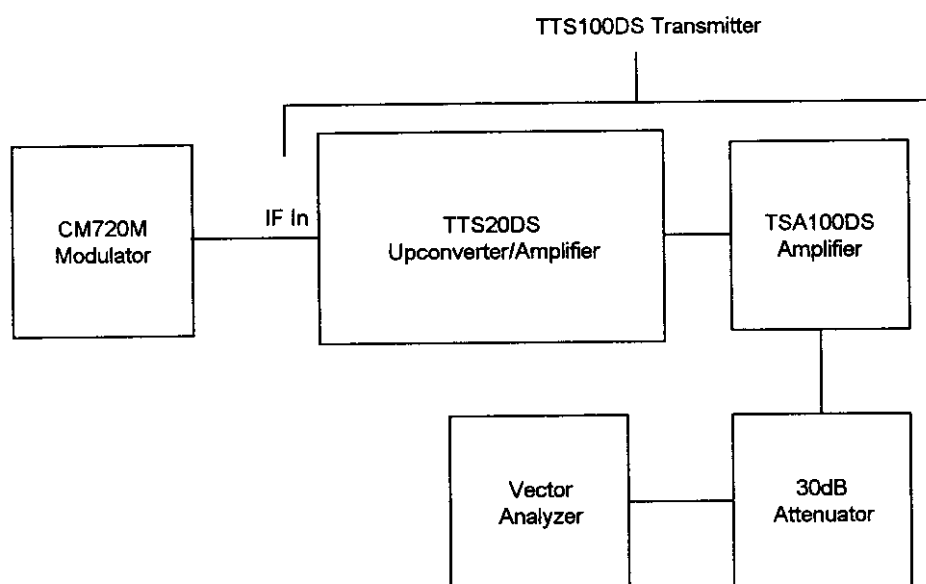 TTS100DS Transmitter
CM720M
Modulator
IF In
TTS20DS
Upconverter/Amplifier
TSA100DS
Amplifier
Vector
Analyzer
30dB
Attenuator